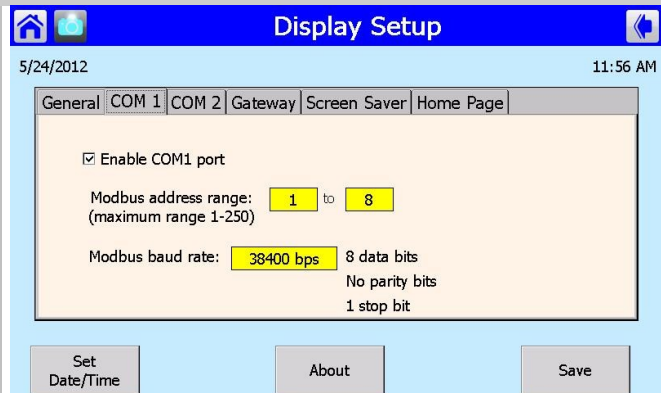 Display Setup
5/24/2012
11:56 AM
General COM 1 COM 2 Gateway Screen Saver Home Page
Enable COM1 port
Modbus address range: 1 to 8
(maximum range 1-250)
Modbus baud rate: 38400 bps 8 data bits
No parity bits
1 stop bit
Set
Date/Time
About
Save